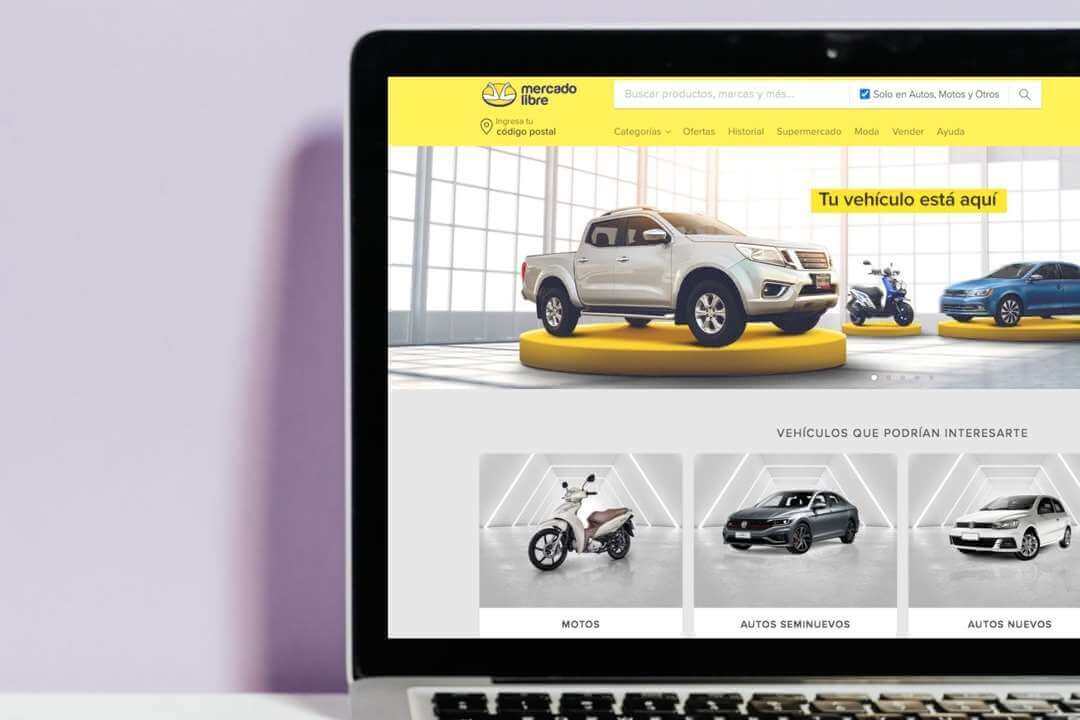 mercado
libre
Buscar productos, marcas y más...
Solo en Autos, Motos y Otros
Ingresa tu
código postal
Categorías
Ofertas
Historial
Supermercado
Moda
Vender
Ayuda
Tu vehículo está aquí
VEHÍCULOS QUE PODRÍAN INTERESARTE
MOTOS
AUTOS SEMINUEVOS
AUTOS NUEVOS